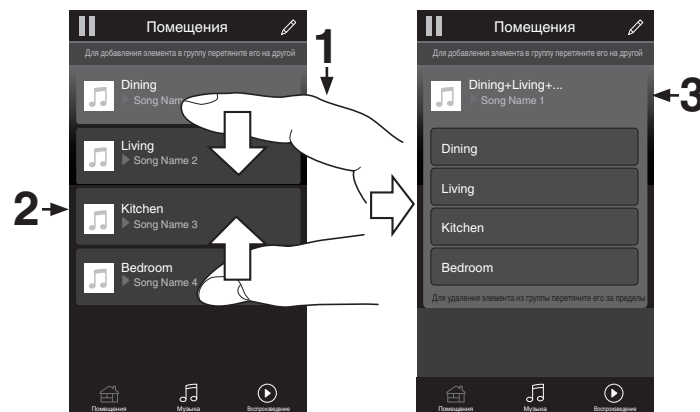 Помещения
Для добавления элемента в группу перетяните его на другой
1
Dining
Song Nam
Living
Song Name 2
2
Kitchen
Song Name 3
Bedroom
Song Name 4
Помещения
Музыка
Воспроизведение
Помещения
Для добавления элемента в группу перетяните его на другой
Dining+Living+...
Song Name 1
3
Dining
Living
Kitchen
Bedroom
Для удаления элемента из группы перетяните его за пределы
Помещения
Музыка
Воспроизведение